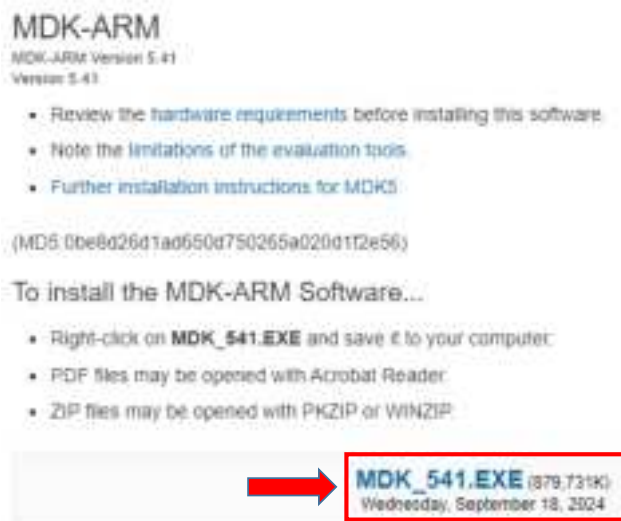 MDK-ARM
MDK-ARM Version 5.41
Version 5.41
• Review the hardware requirements before installing this software.
• Note the limitations of the evaluation tools.
• Further installation instructions for MDK5
(MD5:0be8d26d1ad650d750265a020d1f2e56)
To install the MDK-ARM Software...
• Right-click on MDK_541.EXE and save it to your computer.
• PDF files may be opened with Acrobat Reader.
• ZIP files may be opened with PKZIP or WINZIP.
MDK_541.EXE (879,731K)
Wednesday, September 18, 2024